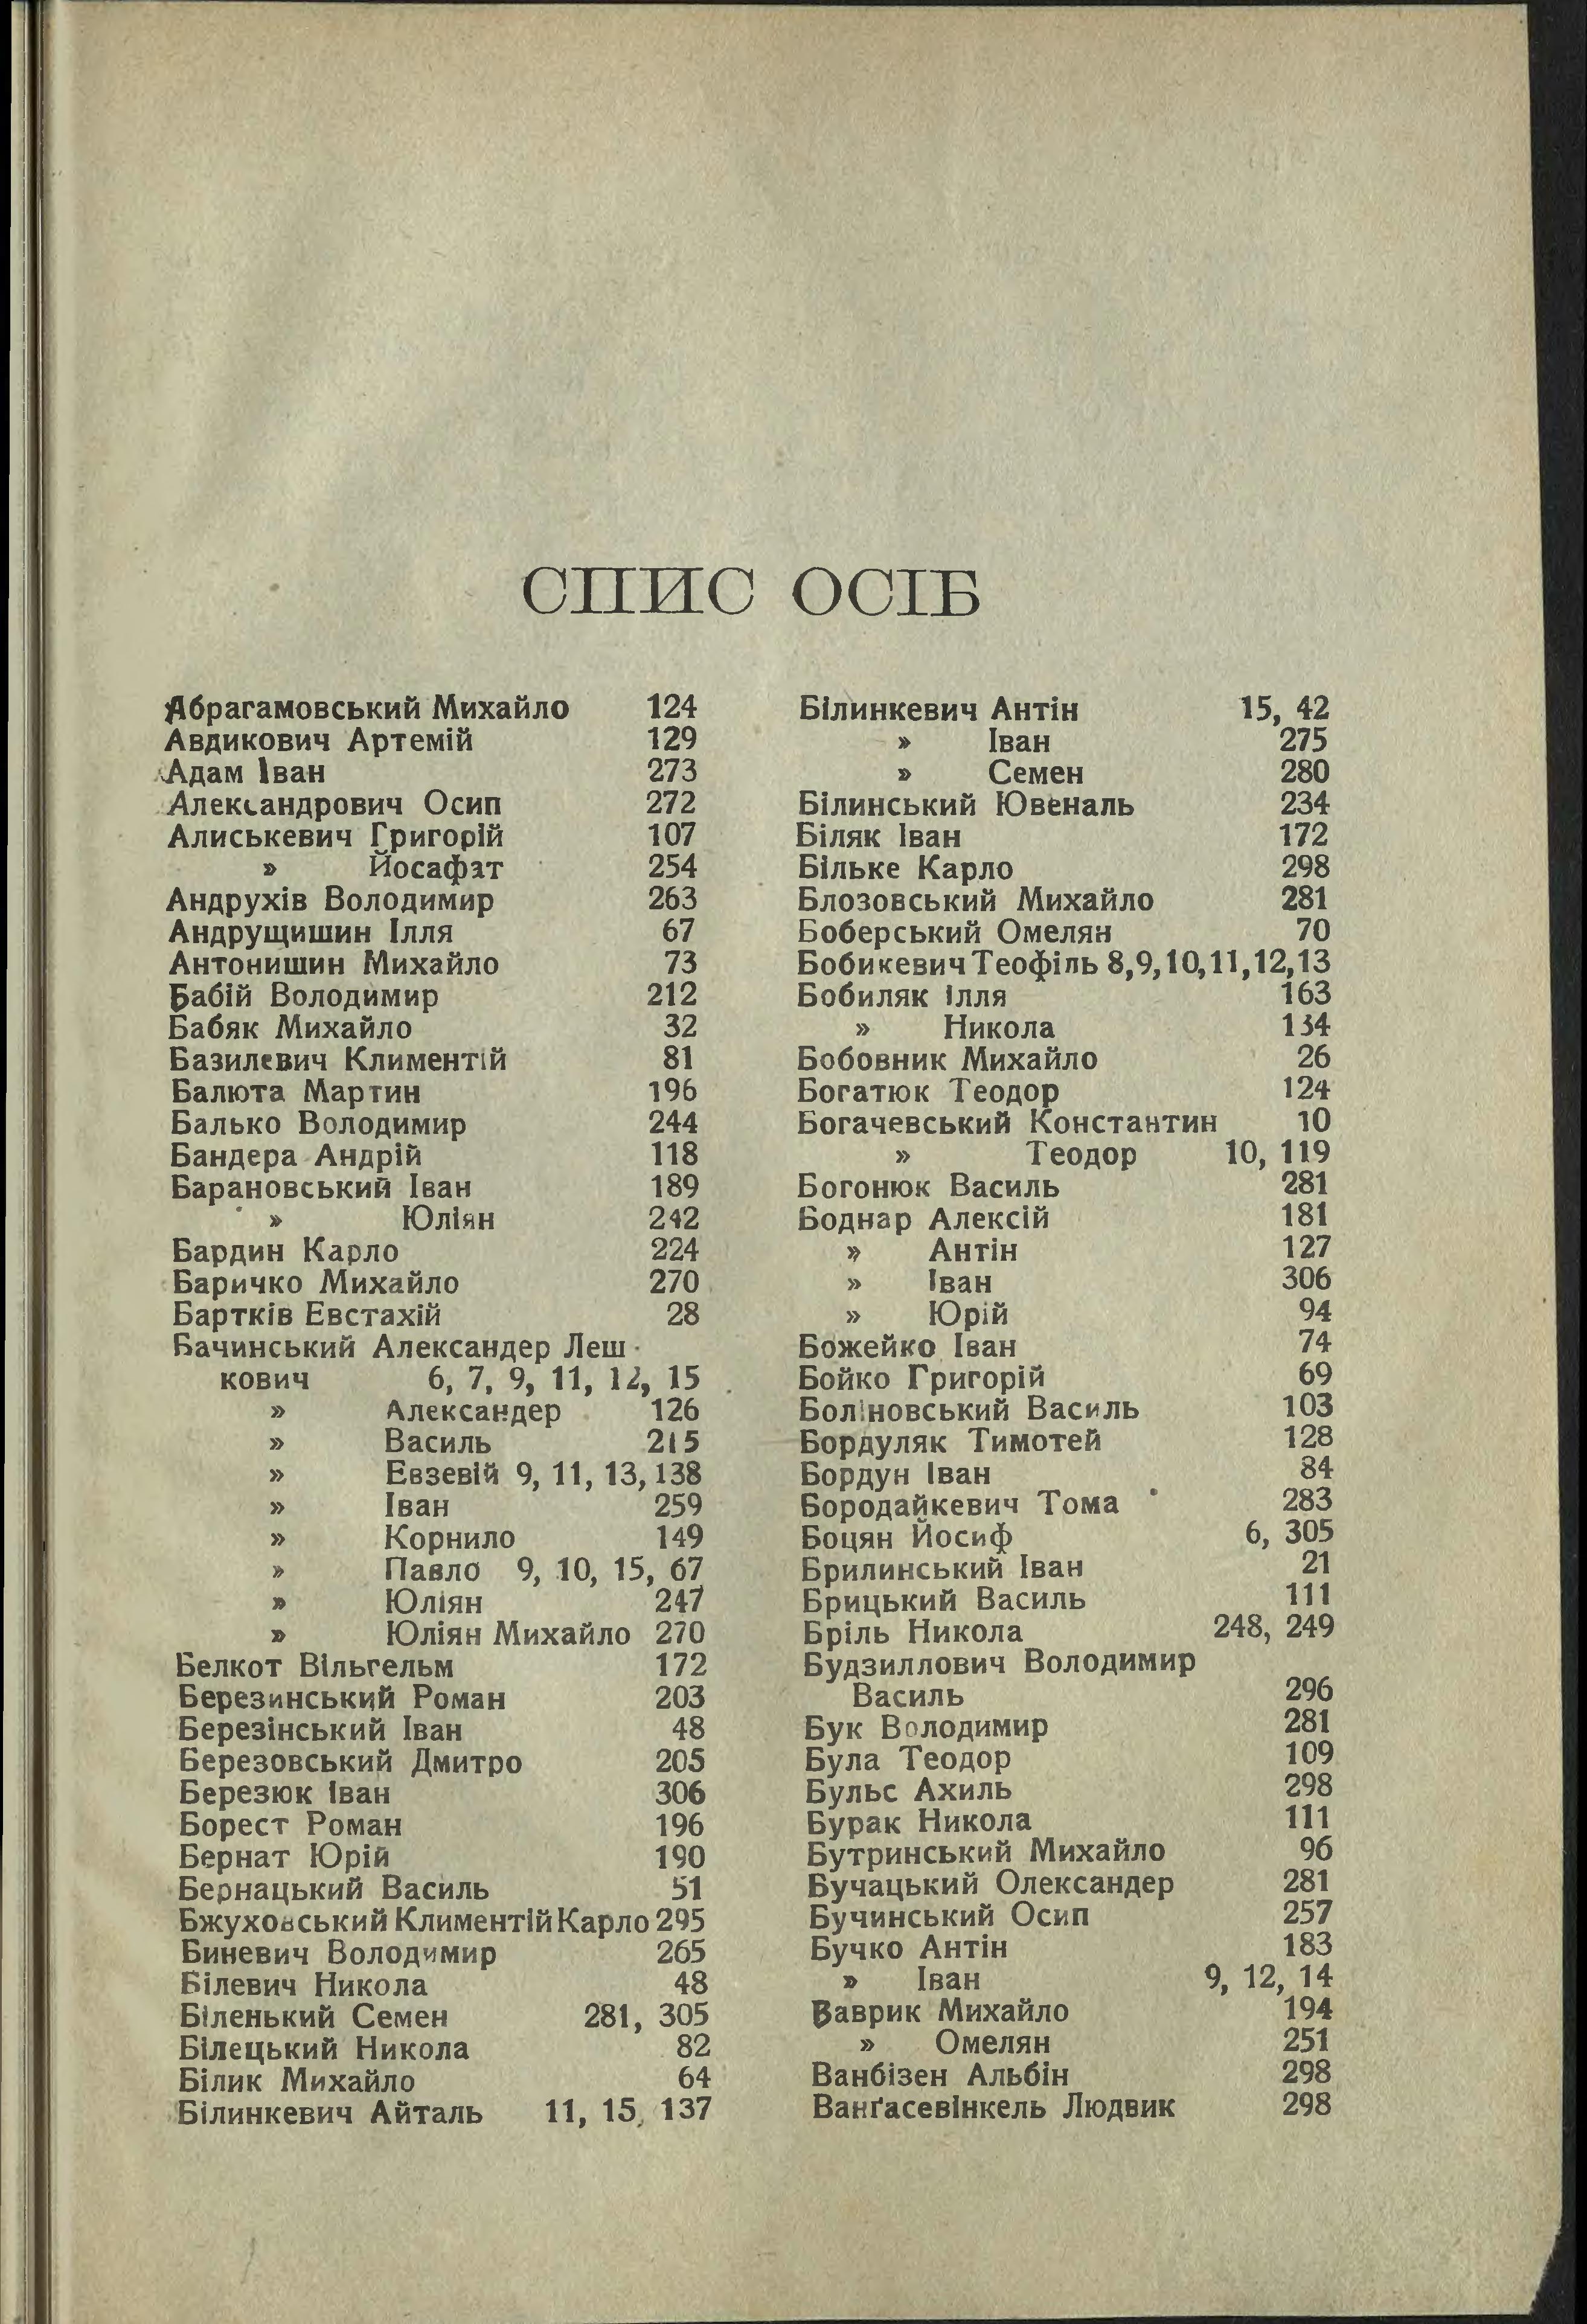 СПИС ОСІБ
Абрагамовський Михайло 124
Авдикович Артемій 129
Адам Іван 273
Александрович Осип 272
Алиськевич Григорій 107
» Йосафат 254
Андрухів Володимир 263
Андрущишин Ілля 67
Антонишин Михайло 73
Бабій Володимир 212
Бабяк Михайло 32
Базилевич Климентій 81
Балюта Мартин 196
Балько Володимир 244
Бандера Андрій 118
Барановський Іван 189
» Юліян 242
Бардин Карло 224
Баричко Михайло 270
Бартків Евстахій 28
Бачинський Александер Леш-
кович 6, 7, 9, 11, 12, 15
» Александер 126
» Василь 215
» Евзевій 9, 11, 13, 138
» Іван 259
» Корнило 149
» Павло 9, 10, 15, 67
» Юліян 247
» Юліян Михайло 270
Белкот Вільгельм 172
Березинський Роман 203
Березінський Іван 48
Березовський Дмитро 205
Березюк Іван 306
Борест Роман 196
Бернат Юрій 190
Бернацький Василь 51
Бжуховський Климентій Карло 295
Биневич Володимир 265
Білевич Никола 48
Біленький Семен 281, 305
Білецький Никола 82
Білик Михайло 64
Білинкевич Айталь 11, 15, 137
Білинкевич Антін 15, 42
» Іван 275
» Семен 280
Білинський Ювеналь 234
Біляк Іван 172
Більке Карло 298
Блозовський Михайло 281
Боберський Омелян 70
Бобикевич Теофіль 8, 9, 10, 11, 12, 13
Бобиляк Ілля 163
» Никола 134
Бобовник Михайло 26
Богатюк Теодор 124
Богачевський Константин 10
» Теодор 10, 119
Богонюк Василь 281
Боднар Алексій 181
» Антін 127
» Іван 306
» Юрій 94
Божейко Іван 74
Бойко Григорій 69
Боліновський Василь 103
Бордуляк Тимотей 128
Бордун Іван 84
Бородайкевич Тома 283
Боцян Йосиф 6, 305
Брилинський Іван 21
Брицький Василь 111
Бріль Никола 248, 249
Будзиллович Володимир
Василь 296
Бук Володимир 281
Була Теодор 109
Бульс Ахиль 298
Бурак Никола 111
Бутринський Михайло 96
Бучацький Олександер 281
Бучинський Осип 257
Бучко Антін 183
» Іван 9, 12, 14
Ваврик Михайло 194
» Омелян 251
Ванбізен Альбін 298
Ванґасевінкель Людвик 298